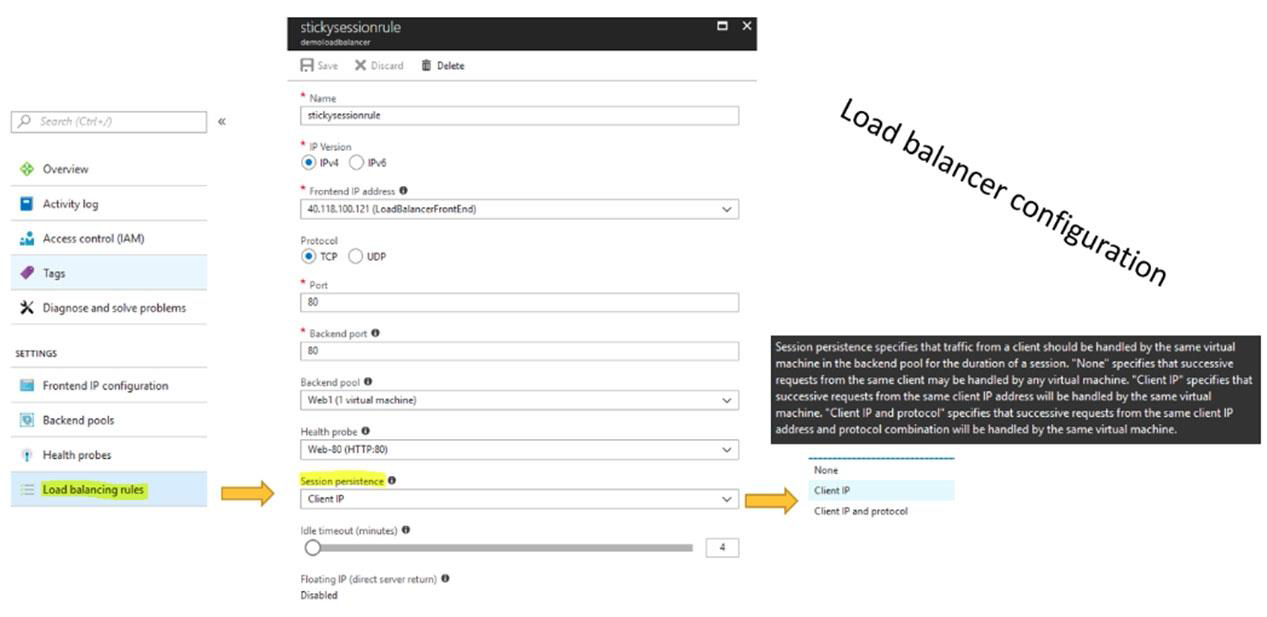 stickysessionrule
demoloadbalancer
Save Discard Delete
Search (Ctrl+/) «
Overview
Activity log
Access control (IAM)
Tags
Diagnose and solve problems
SETTINGS
Frontend IP configuration
Backend pools
Health probes
Load balancing rules
* Name
stickysessionrule
* IP Version
IPv4 IPv6
* Frontend IP address
40.118.100.121 (LoadBalancerFrontEnd)
Protocol
TCP UDP
* Port
80
* Backend port
80
Backend pool
Web1 (1 virtual machine)
Health probe
Web-80 (HTTP:80)
Session persistence
Client IP
Idle timeout (minutes)
4
Floating IP (direct server return)
Disabled
Load balancer configuration
Session persistence specifies that traffic from a client should be handled by the same virtual
machine in the backend pool for the duration of a session. "None" specifies that successive
requests from the same client may be handled by any virtual machine. "Client IP" specifies that
successive requests from the same client IP address will be handled by the same virtual
machine. "Client IP and protocol" specifies that successive requests from the same client IP
address and protocol combination will be handled by the same virtual machine.
None
Client IP
Client IP and protocol